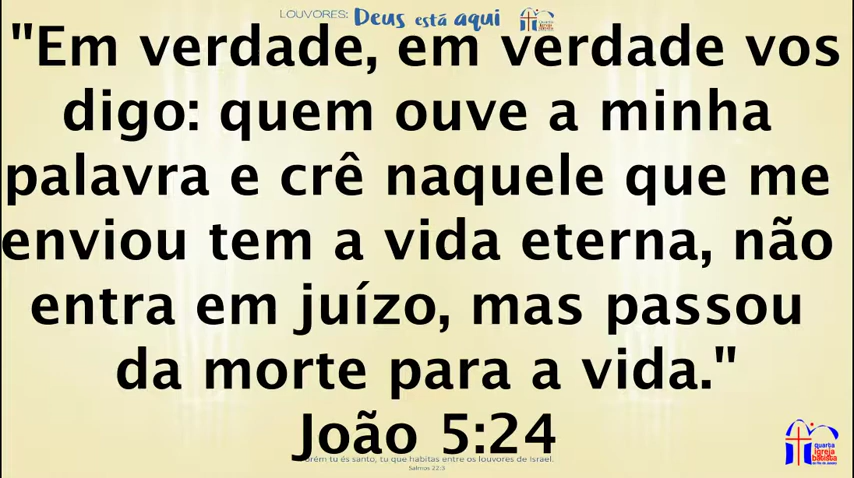 LOUVORES: Deus está aqui
"Em verdade, em verdade vos
digo: quem ouve a minha
palavra e crê naquele que me
enviou tem a vida eterna, não
entra em juízo, mas passou
da morte para a vida."
João 5:24
tu és santo, tu que habitas entre os louvores de Israel.
Salmos 22:3
quarta
igreja
batista